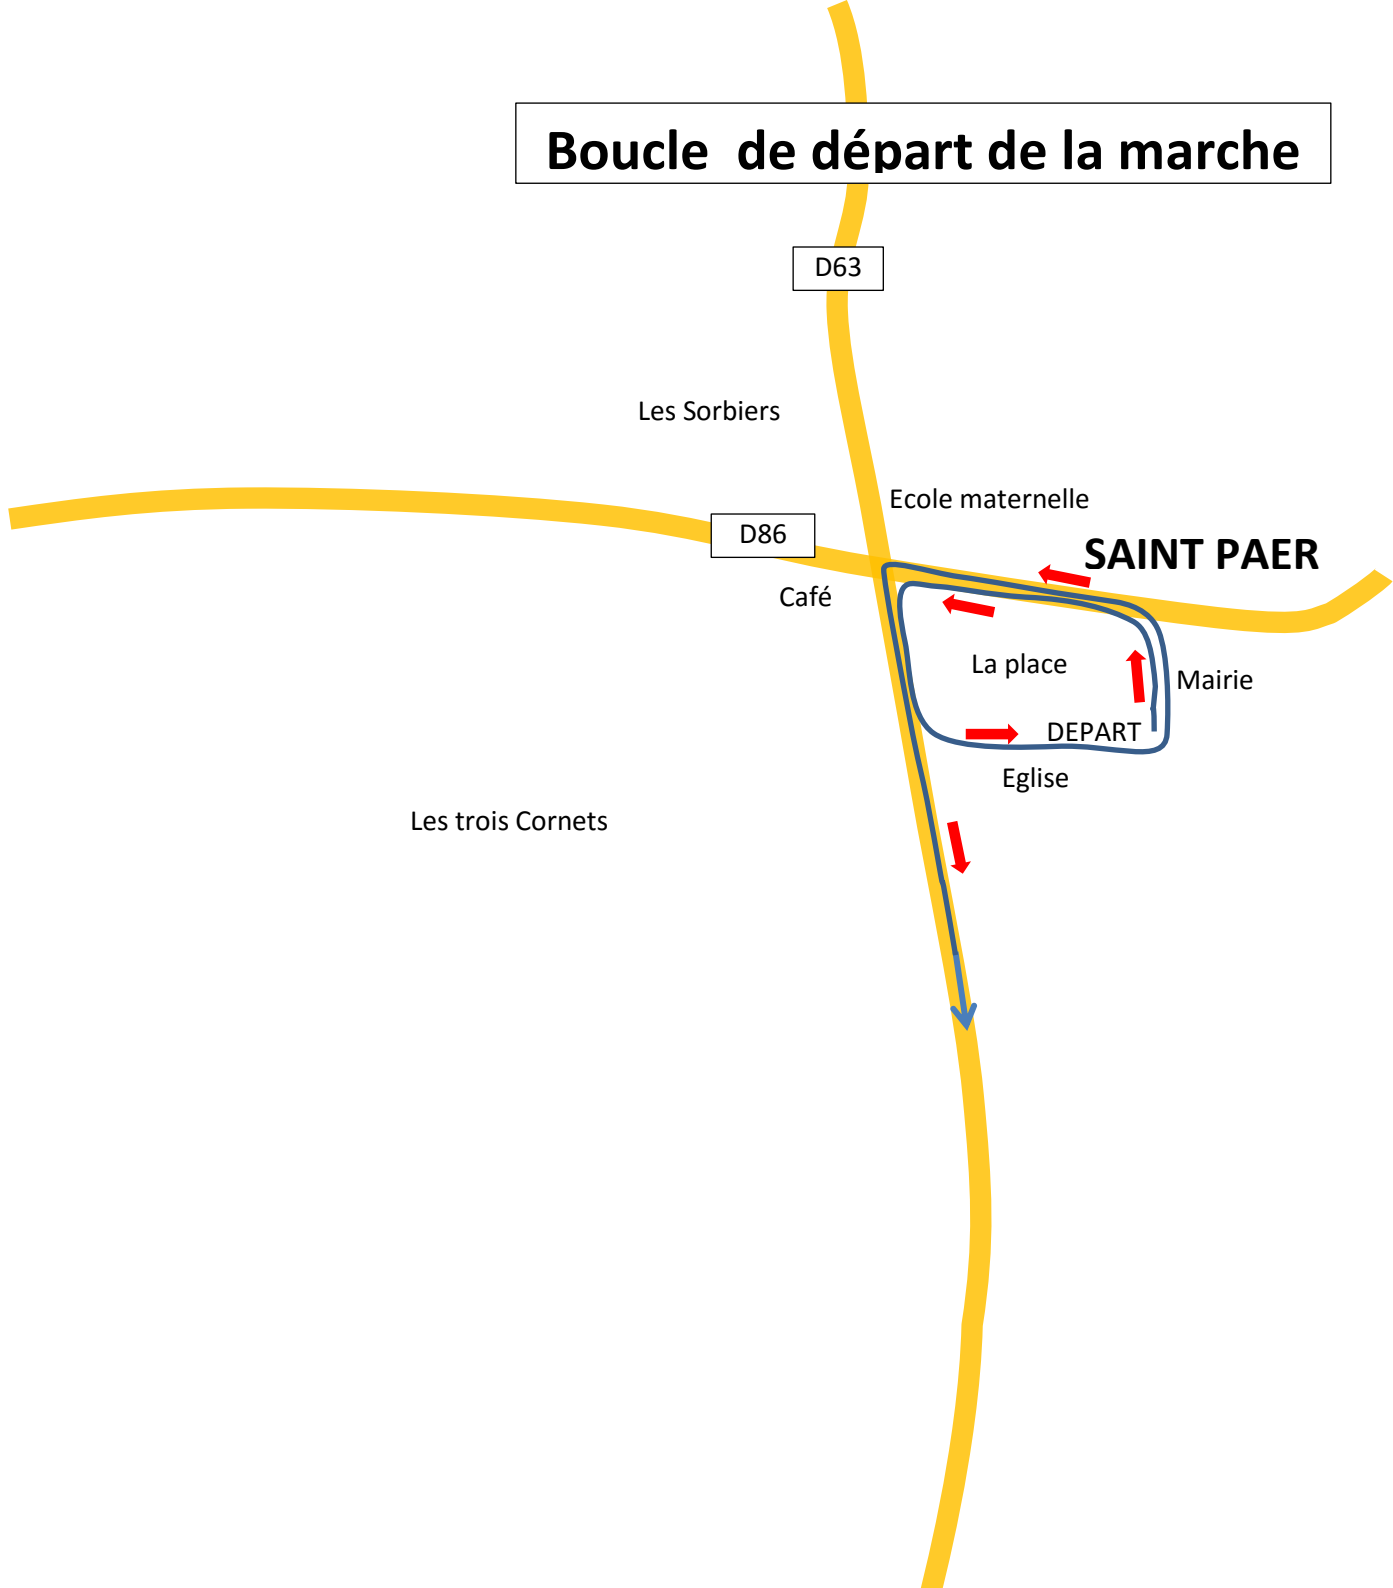 Boucle  de départ de la marche
D63
Les Sorbiers
Ecole maternelle
D86
SAINT PAER
Café
La place
Mairie
DEPART
Eglise
Les trois Cornets